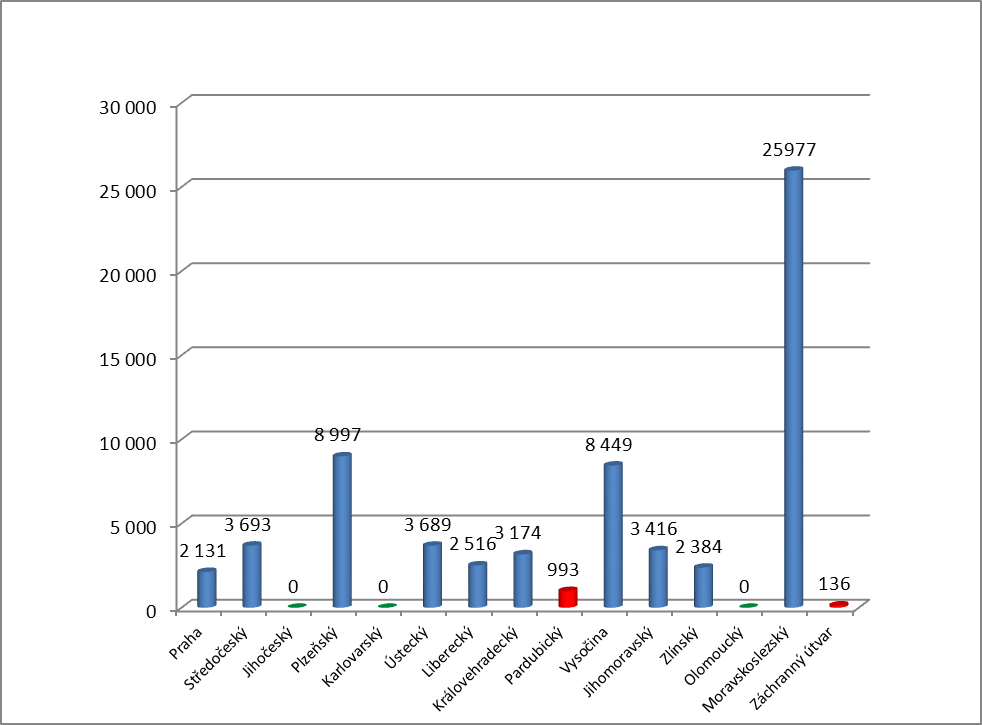 30 000
25 000
20 000
15 000
10 000
5 000
0
2 131
3 693
0
8 997
0
3 689
2 516
3 174
993
8 449
3 416
2 384
0
25977
136
Praha
Středočeský
Jihočeský
Plzeňský
Karlovarský
Ústecký
Liberecký
Královehradecký
Pardubický
Vysočina
Jihomoravský
Zlínský
Olomoucký
Moravskoslezský
Záchranný útvar